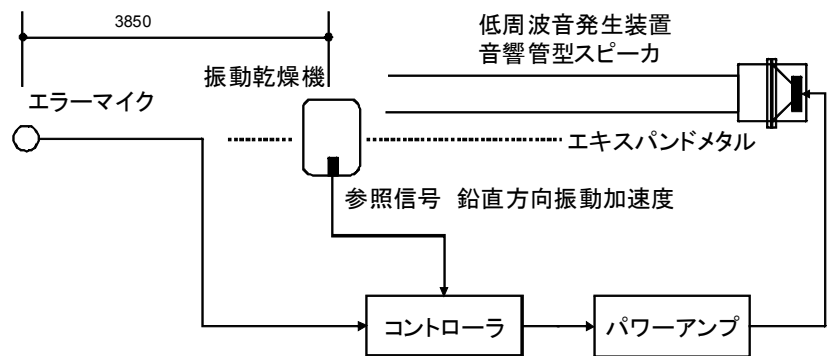 3850
低周波音発生装置
音響管型スピーカ
振動乾燥機
エラーマイク
エキスパンドメタル
参照信号 鉛直方向振動加速度
コントローラ
パワーアンプ